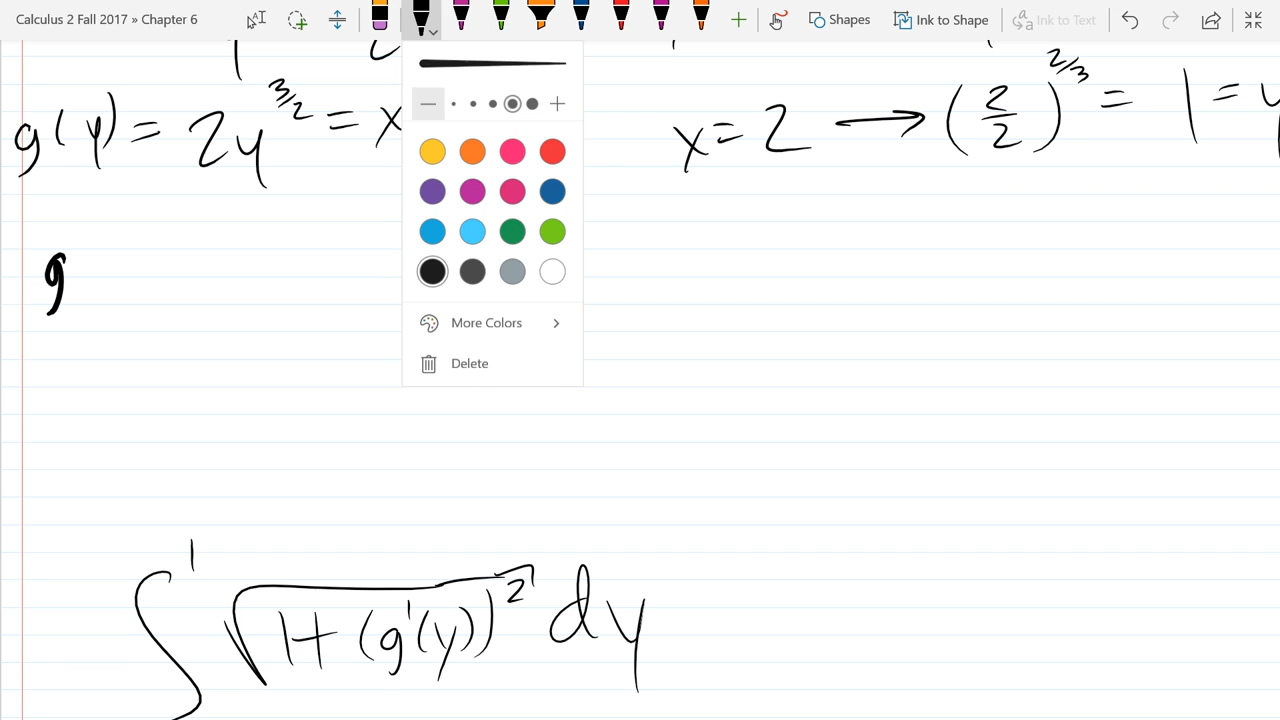 Calculus 2 Fall 2017 » Chapter 6
Shapes
Ink to Shape
Ink to Text
g(y) = 2y^{3/2} = x
x = 2 → (2/2)^{2/3} = 1 = y
g
More Colors
Delete
∫^1 √(1+(g'(y))^2) dy